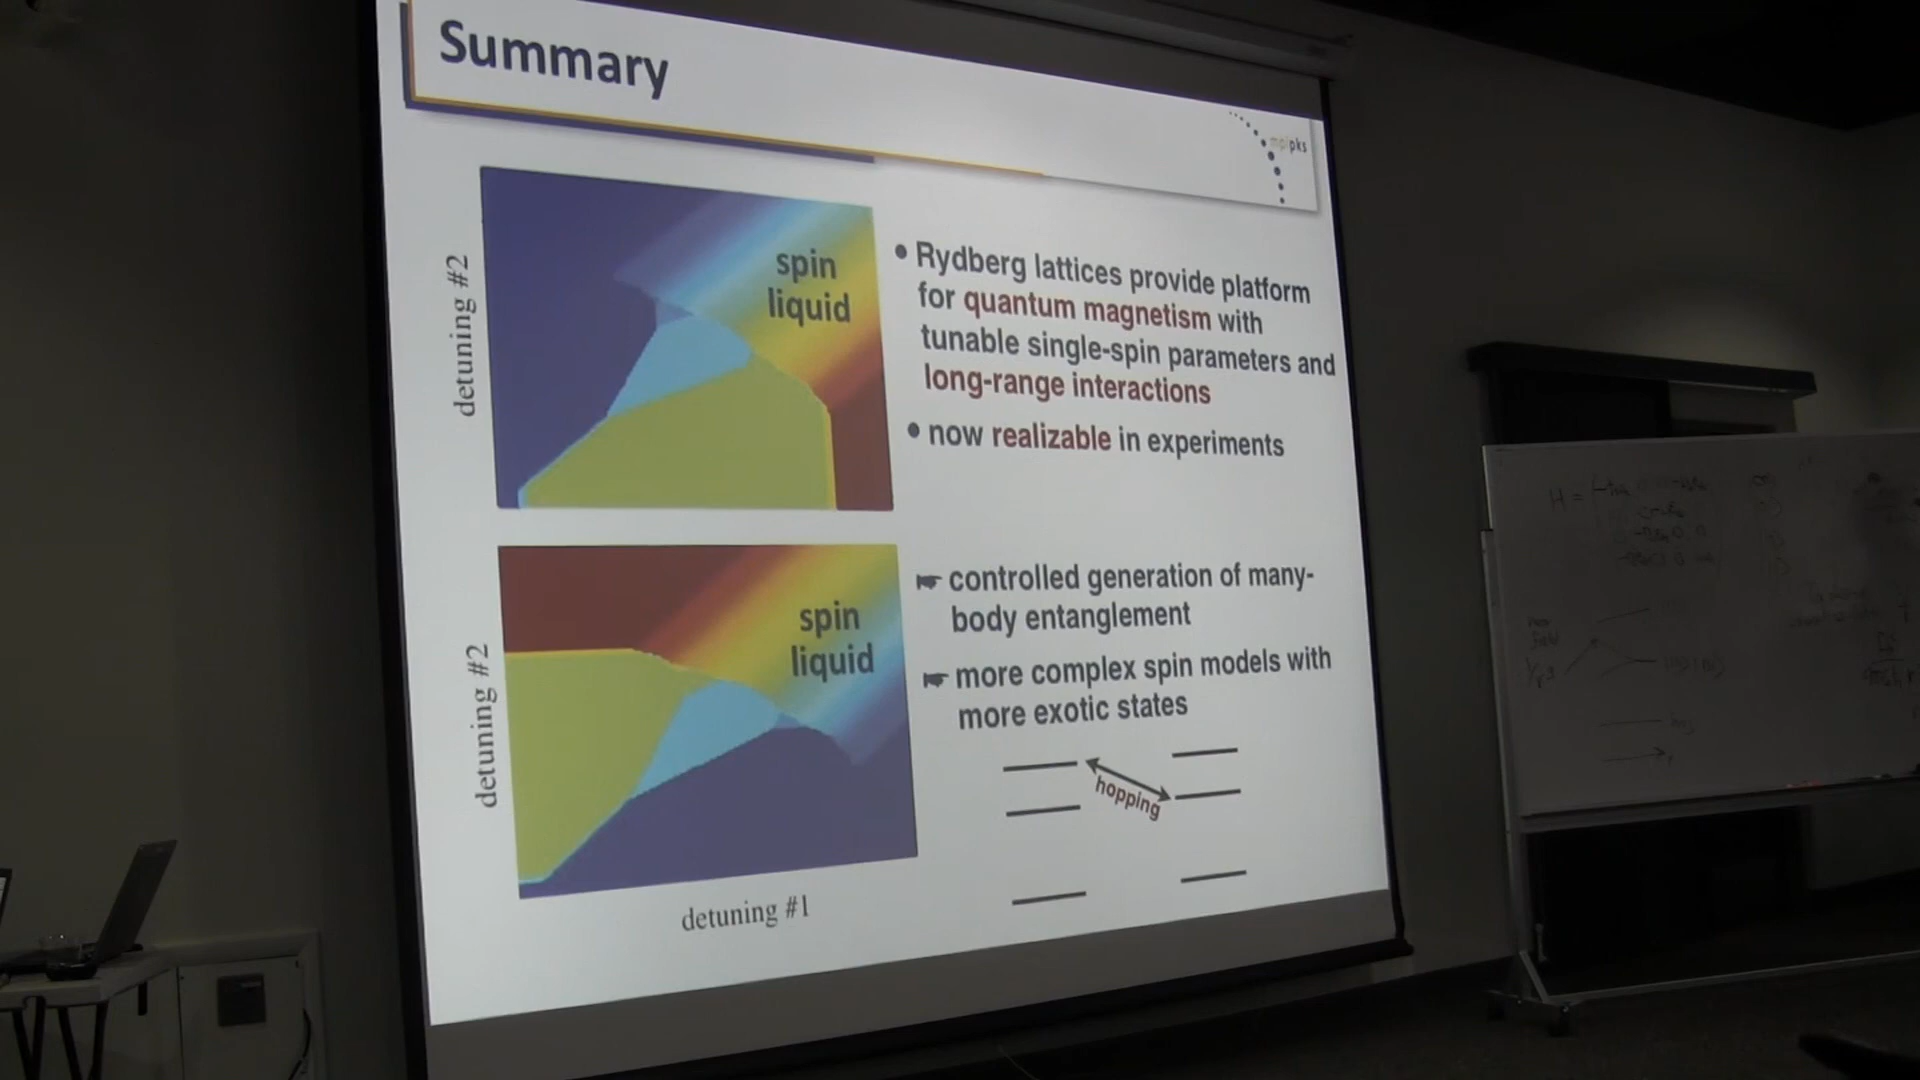 Summary
mpipks
detuning #2
spin
liquid
• Rydberg lattices provide platform
for quantum magnetism with
tunable single-spin parameters and
long-range interactions
• now realizable in experiments
detuning #2
spin
liquid
detuning #1
☛ controlled generation of many-
body entanglement
☛ more complex spin models with
more exotic states
hopping
H =